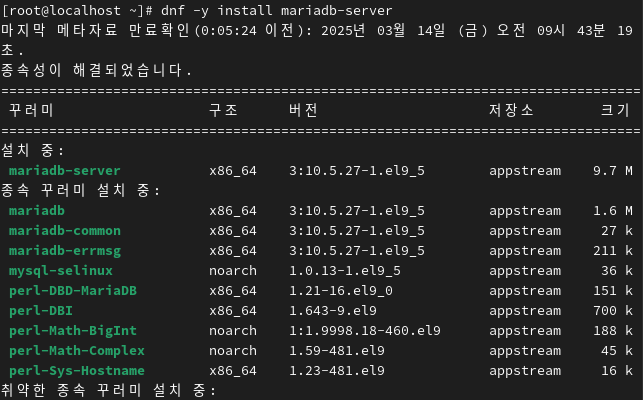 [root@localhost ~]# dnf -y install mariadb-server
마지막 메타자료 만료확인(0:05:24 이전): 2025년 03월 14일 (금) 오전 09시 43분 19
초.
종속성이 해결되었습니다.
================================================================================
꾸러미 구조 버전 저장소 크기
================================================================================
설치 중:
mariadb-server x86_64 3:10.5.27-1.el9_5 appstream 9.7 M
종속 꾸러미 설치 중:
mariadb x86_64 3:10.5.27-1.el9_5 appstream 1.6 M
mariadb-common x86_64 3:10.5.27-1.el9_5 appstream 27 k
mariadb-errmsg x86_64 3:10.5.27-1.el9_5 appstream 211 k
mysql-selinux noarch 1.0.13-1.el9_5 appstream 36 k
perl-DBD-MariaDB x86_64 1.21-16.el9_0 appstream 151 k
perl-DBI x86_64 1.643-9.el9 appstream 700 k
perl-Math-BigInt noarch 1:1.9998.18-460.el9 appstream 188 k
perl-Math-Complex noarch 1.59-481.el9 appstream 45 k
perl-Sys-Hostname x86_64 1.23-481.el9 appstream 16 k
취약한 종속 꾸러미 설치 중: